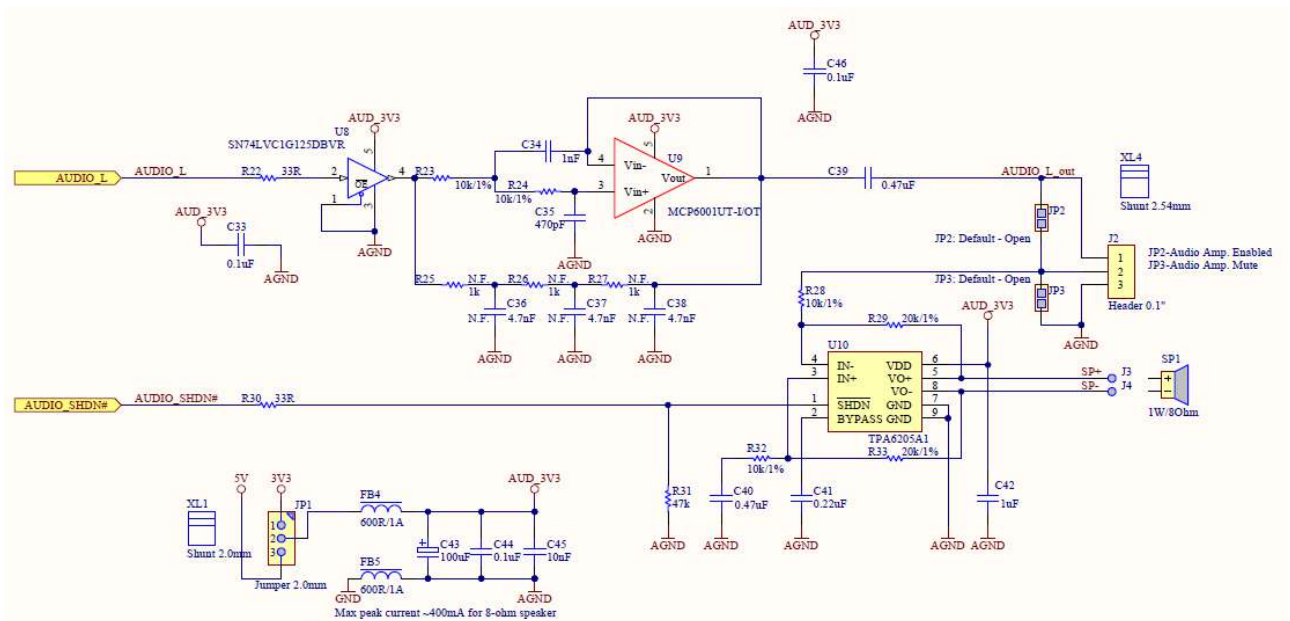 AUD_3V3
C46
0.1uF
AGND
U8
SN74LVC1G125DBVR
AUD_3V3
5
AUDIO_L
AUDIO_L
R22
33R
2
4
OE
1
3
AGND
AUD_3V3
C33
0.1uF
AGND
R23
10k/1%
C34
1nF
R24
10k/1%
C35
470pF
AGND
AUD_3V3
5
U9
4
Vin-
Vout
1
3
Vin+
2
MCP6001UT-I/OT
AGND
R25
N.F.
1k
R26
N.F.
1k
R27
N.F.
1k
C36
N.F.
4.7nF
AGND
C37
N.F.
4.7nF
AGND
C38
N.F.
4.7nF
AGND
C39
0.47uF
AUDIO_L_out
XL4
Shunt 2.54mm
JP2
JP2: Default - Open
JP3: Default - Open
JP3
AGND
J2
1
2
3
Header 0.1"
JP2-Audio Amp. Enabled
JP3-Audio Amp. Mute
R28
10k/1%
R29
20k/1%
AUD_3V3
U10
4
IN-
VDD
6
3
IN+
VO+
5
VO-
8
1
SHDN
GND
7
2
BYPASS
GND
9
TPA6205A1
SP+
J3
SP-
J4
SP1
+
−
1W/8Ohm
AUDIO_SHDN#
AUDIO_SHDN#
R30
33R
R31
47k
AGND
R32
10k/1%
R33
20k/1%
C40
0.47uF
AGND
C41
0.22uF
AGND
AGND
C42
1uF
AGND
XL1
Shunt 2.0mm
5V
3V3
JP1
1
2
3
Jumper 2.0mm
FB4
600R/1A
FB5
600R/1A
GND
AUD_3V3
+
C43
100uF
C44
0.1uF
C45
10nF
AGND
Max peak current ~400mA for 8-ohm speaker